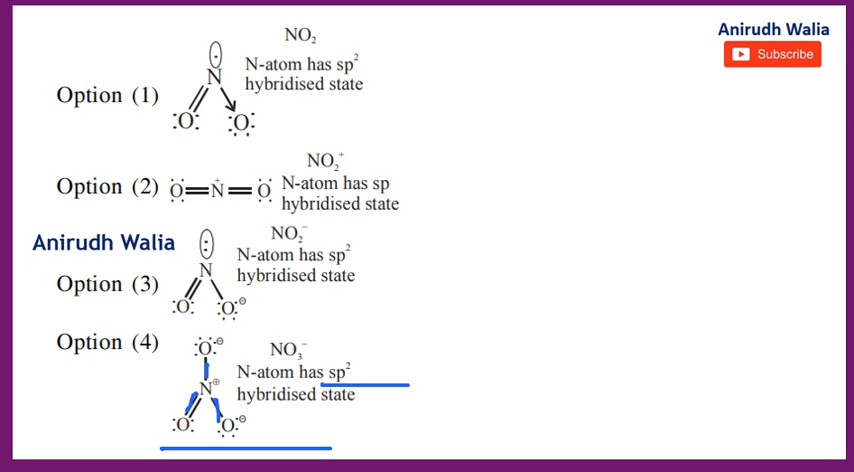 Anirudh Walia
Subscribe
NO₂
N-atom has sp²
hybridised state
Option (1)
N
:O: :O:
NO₂⁺
Option (2) O=N⁺=O N-atom has sp
hybridised state
Anirudh Walia
NO₂⁻
N-atom has sp²
hybridised state
Option (3)
N
:O: :O:⊖
Option (4)
:O:⊖
NO₃⁻
N-atom has sp²
hybridised state
N⊕
:O: :O:⊖